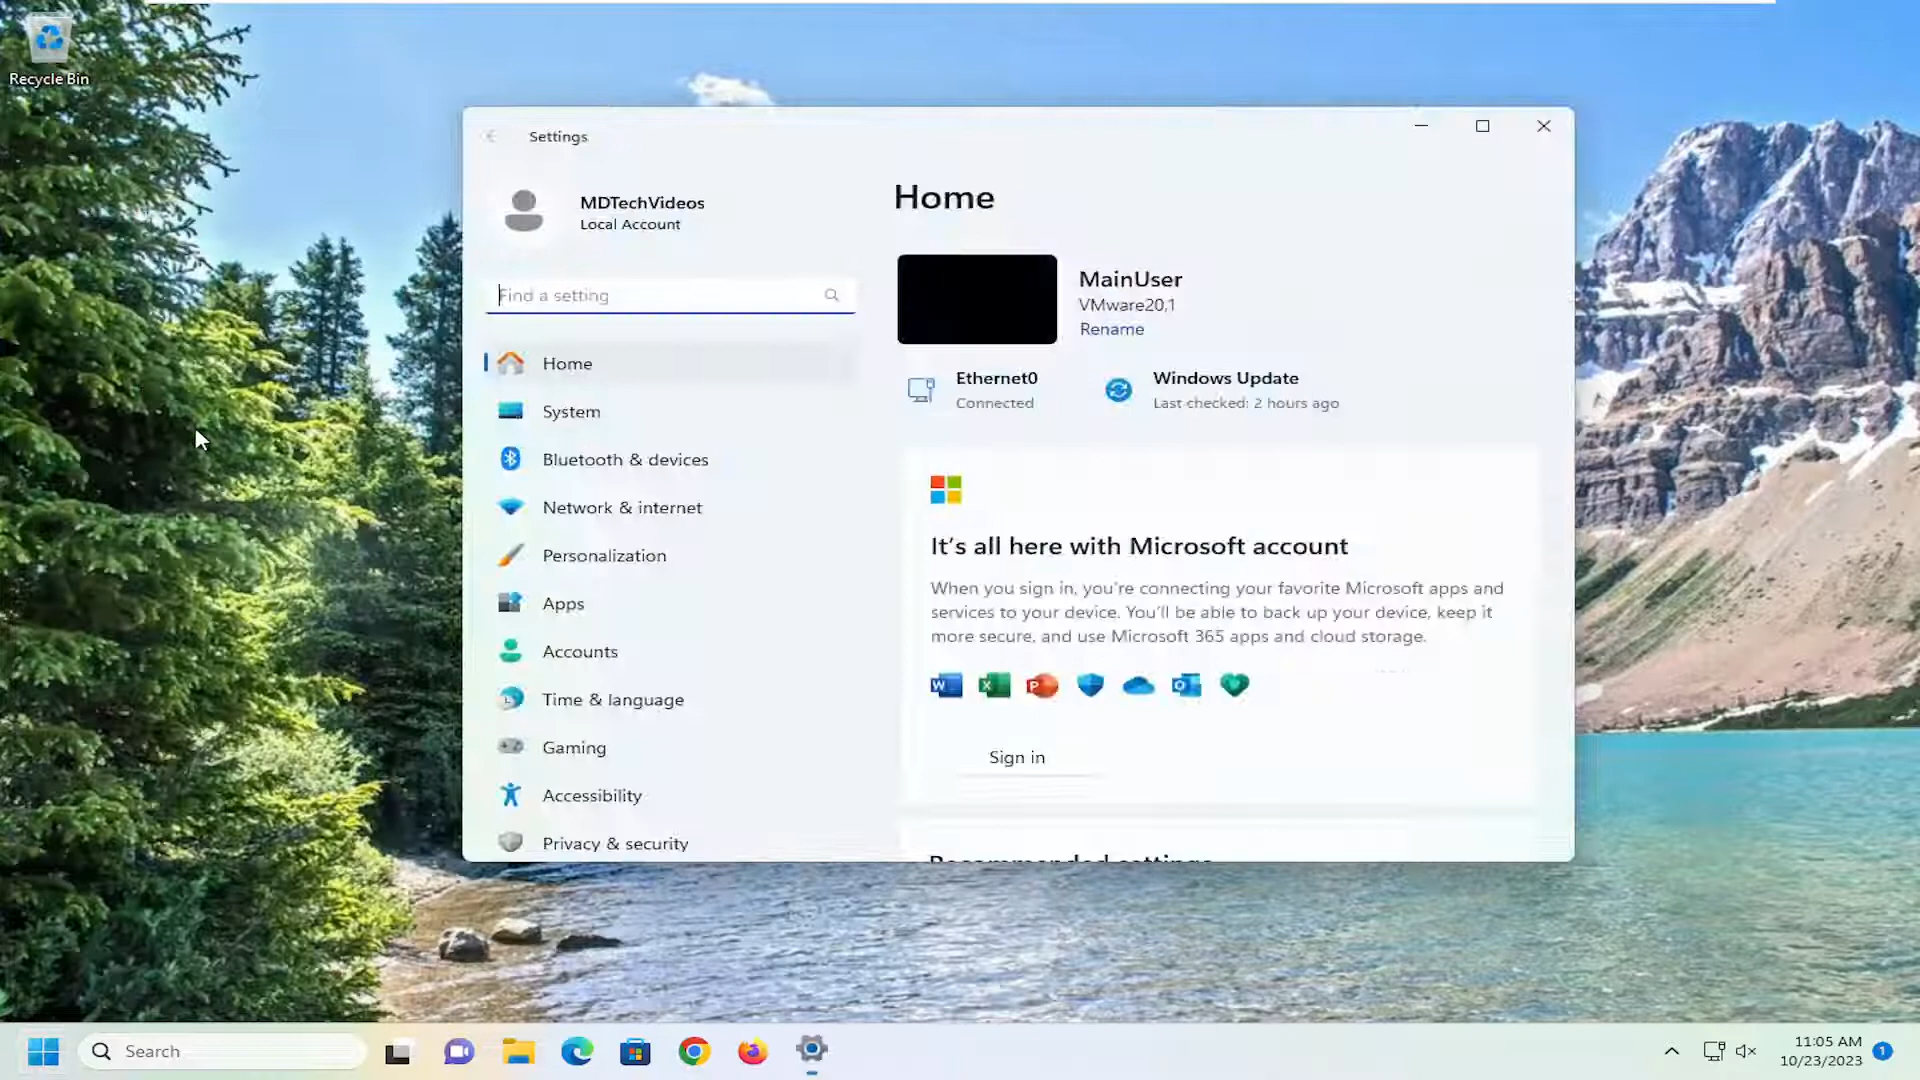 Recycle Bin
Settings
MDTechVideos
Local Account
Find a setting
Home
System
Bluetooth & devices
Network & internet
Personalization
Apps
Accounts
Time & language
Gaming
Accessibility
Privacy & security
Home
MainUser
VMware20,1
Rename
Ethernet0
Connected
Windows Update
Last checked: 2 hours ago
It's all here with Microsoft account
When you sign in, you're connecting your favorite Microsoft apps and
services to your device. You'll be able to back up your device, keep it
more secure, and use Microsoft 365 apps and cloud storage.
Sign in
Recommended settings
Search
11:05 AM
10/23/2023
1